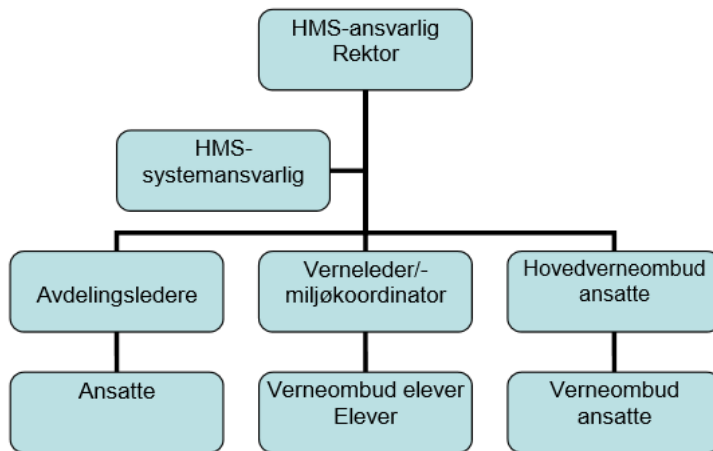 HMS-ansvarlig
Rektor
HMS-
systemansvarlig
Avdelingsledere
Verneleder/-
miljøkoordinator
Hovedverneombud
ansatte
Ansatte
Verneombud elever
Elever
Verneombud
ansatte